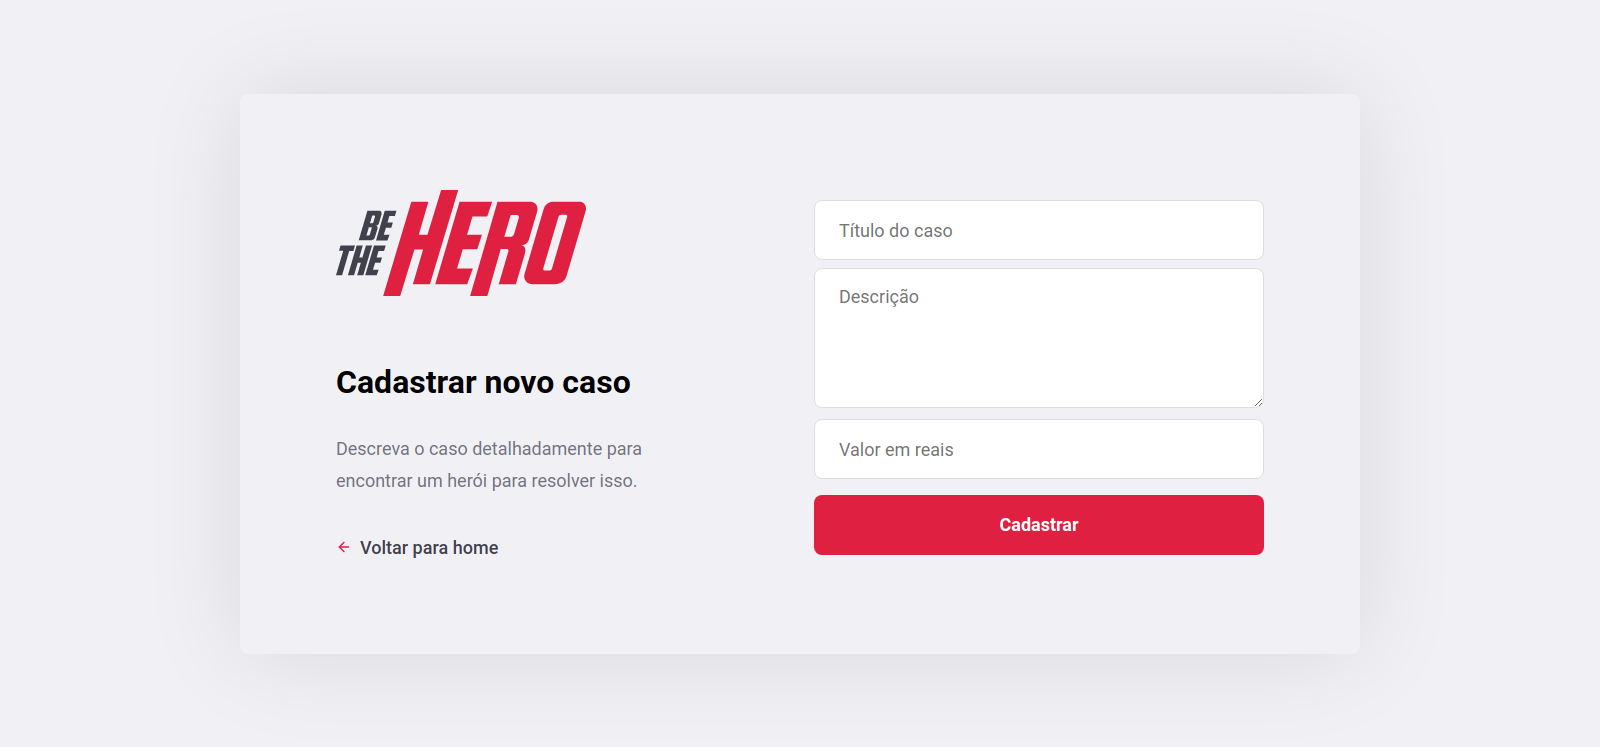 BE
THE HERO
Cadastrar novo caso
Descreva o caso detalhadamente para
encontrar um herói para resolver isso.
Voltar para home
Título do caso
Descrição
Valor em reais
Cadastrar